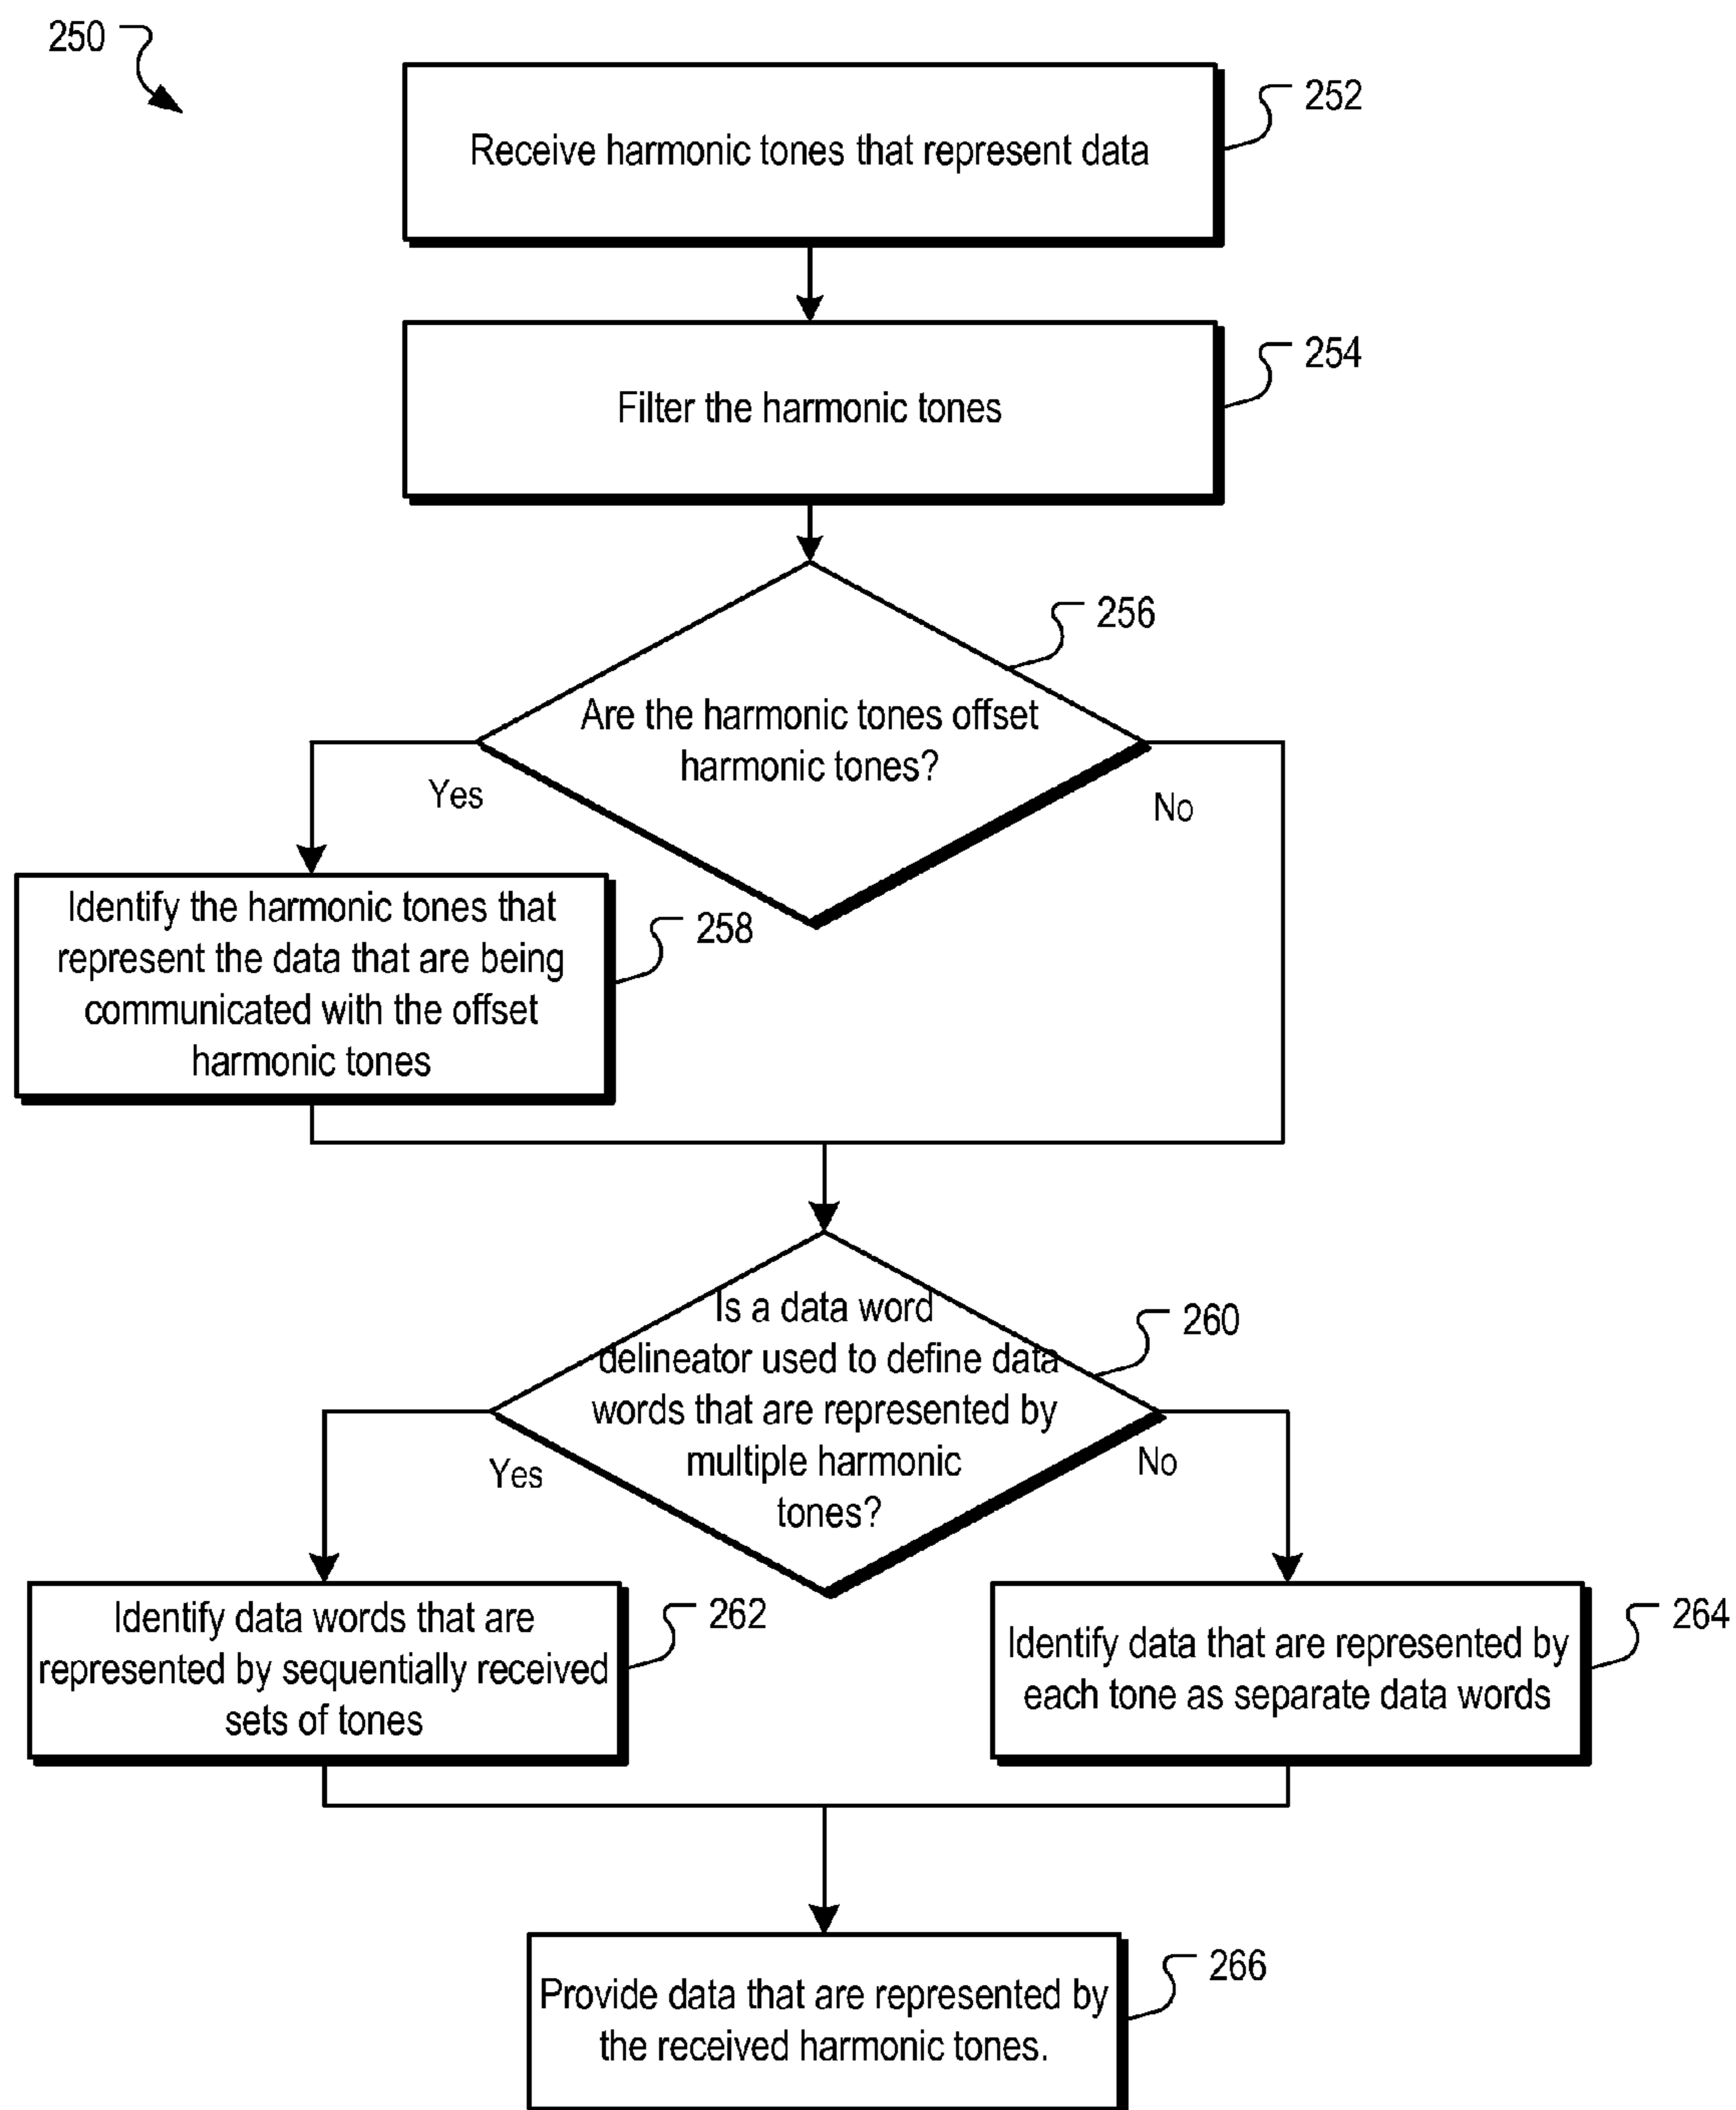 250
252
Receive harmonic tones that represent data
254
Filter the harmonic tones
256
Are the harmonic tones offset
harmonic tones?
Yes
No
Identify the harmonic tones that
represent the data that are being
communicated with the offset
harmonic tones
258
Is a data word
delineator used to define data
words that are represented by
multiple harmonic
tones?
260
Yes
No
Identify data words that are
represented by sequentially received
sets of tones
262
Identify data that are represented by
each tone as separate data words
264
Provide data that are represented by
the received harmonic tones.
266